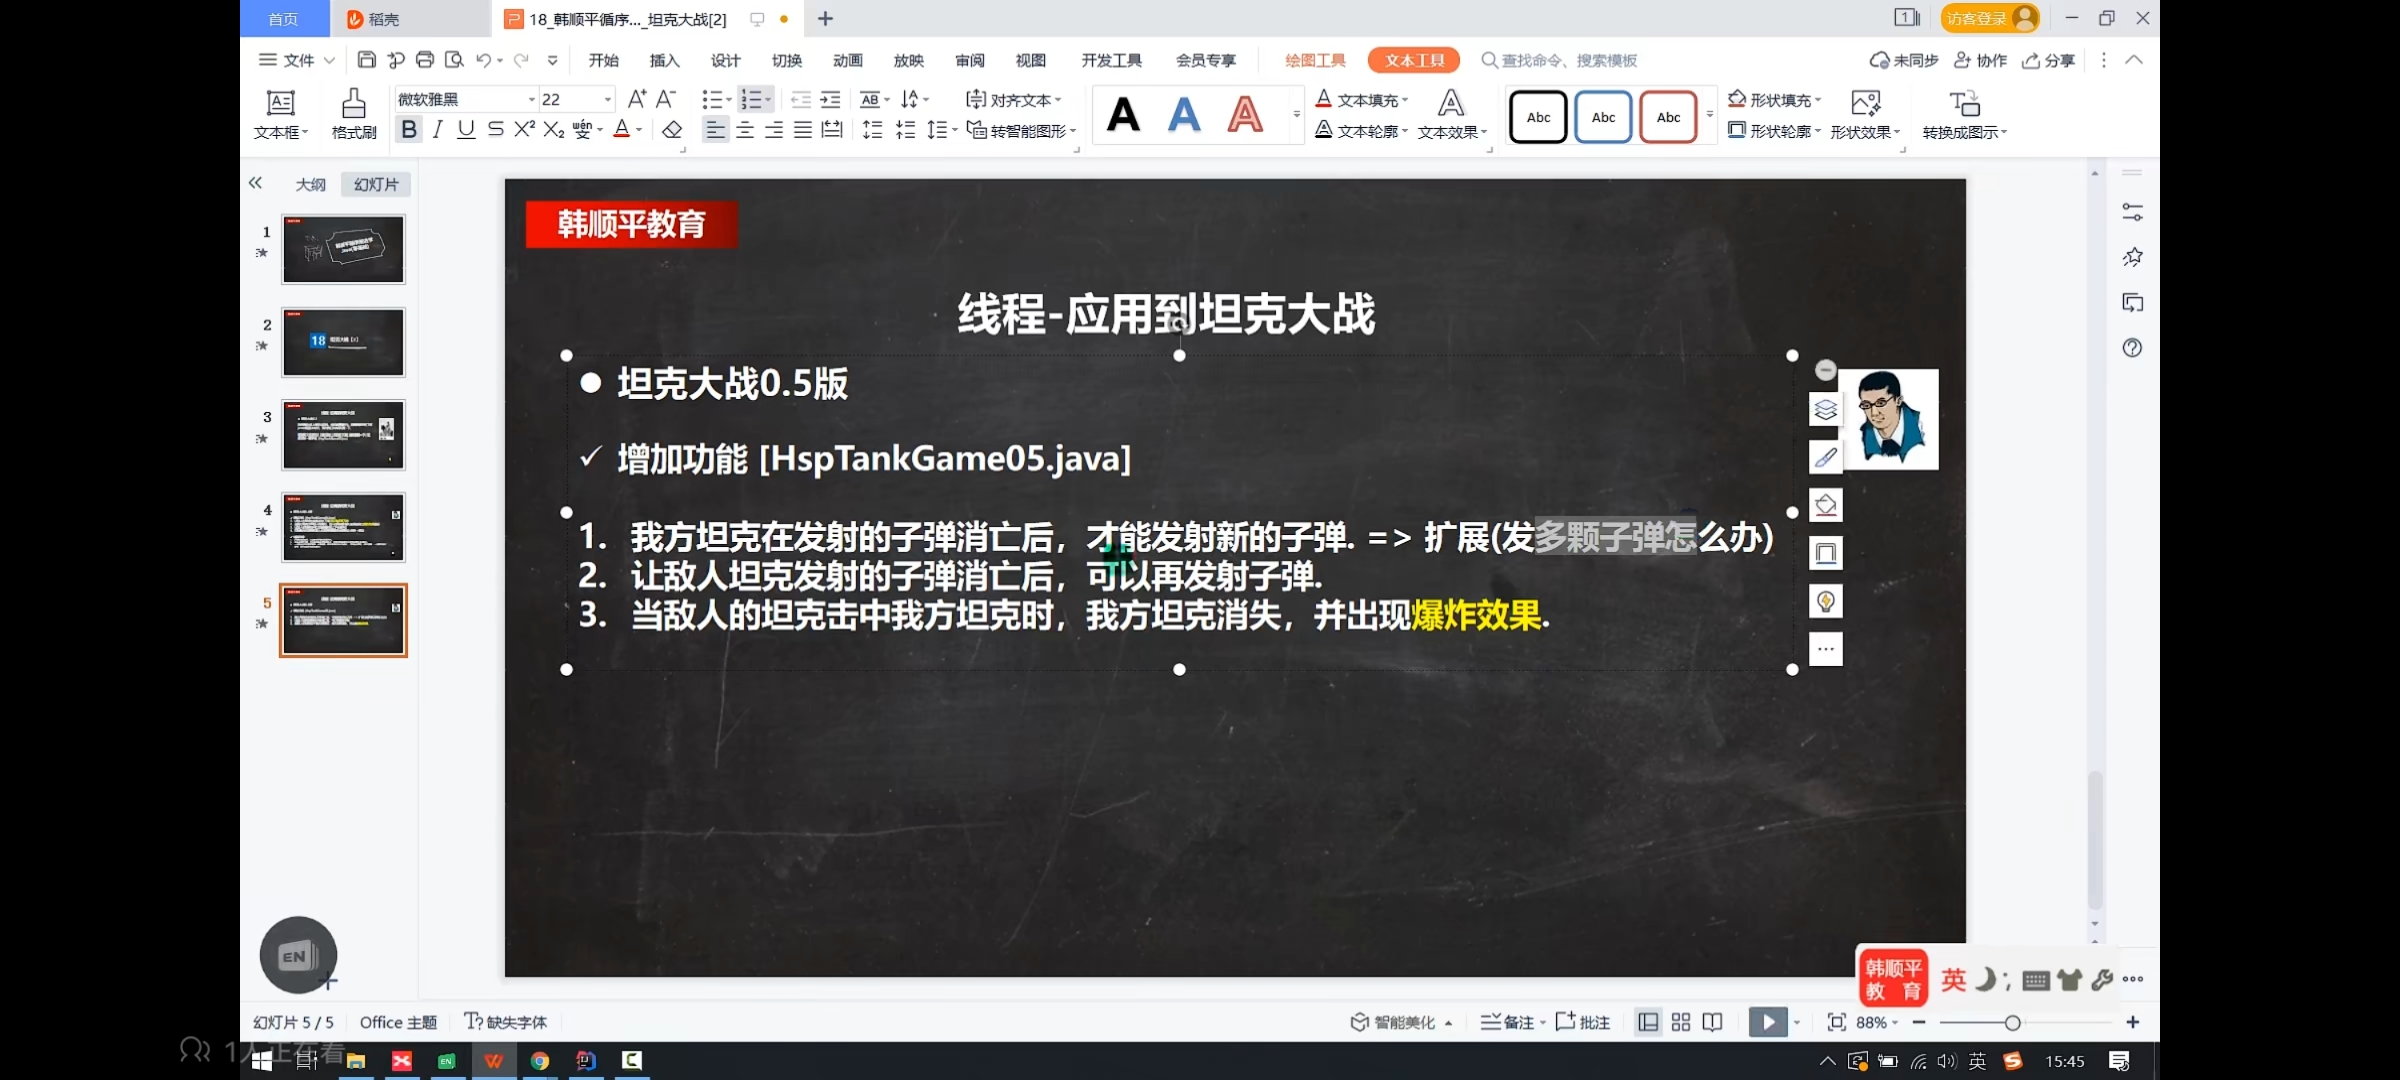 首页
稻壳
18_韩顺平循序..._坦克大战[2]
访客登录
文件
开始
插入
设计
切换
动画
放映
审阅
视图
开发工具
会员专享
绘图工具
文本工具
查找命令、搜索模板
未同步
协作
分享
文本框
格式刷
微软雅黑
22
对齐文本
转智能图形
文本填充
文本轮廓
文本效果
Abc
Abc
Abc
形状填充
形状轮廓
形状效果
转换成图示
大纲
幻灯片
1
2
3
4
5
18
韩顺平教育
线程-应用到坦克大战
坦克大战0.5版
增加功能 [HspTankGame05.java]
1. 我方坦克在发射的子弹消亡后，才能发射新的子弹. => 扩展(发多颗子弹怎么办)
2. 让敌人坦克发射的子弹消亡后，可以再发射子弹.
3. 当敌人的坦克击中我方坦克时，我方坦克消失，并出现爆炸效果.
EN
韩顺平
教 育
英
幻灯片 5 / 5
Office 主题
缺失字体
智能美化
备注
批注
88%
1人正在看
英
15:45